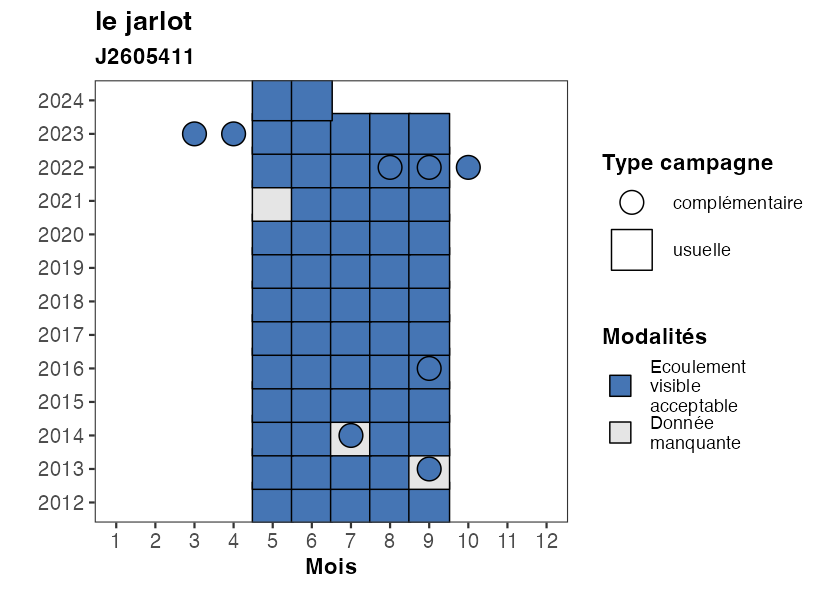 le jarlot
J2605411
2024
2023
2022
2021
2020
2019
2018
2017
2016
2015
2014
2013
2012
1 2 3 4 5 6 7 8 9 10 11 12
Mois
Type campagne
complémentaire
usuelle
Modalités
Ecoulement
visible
acceptable
Donnée
manquante